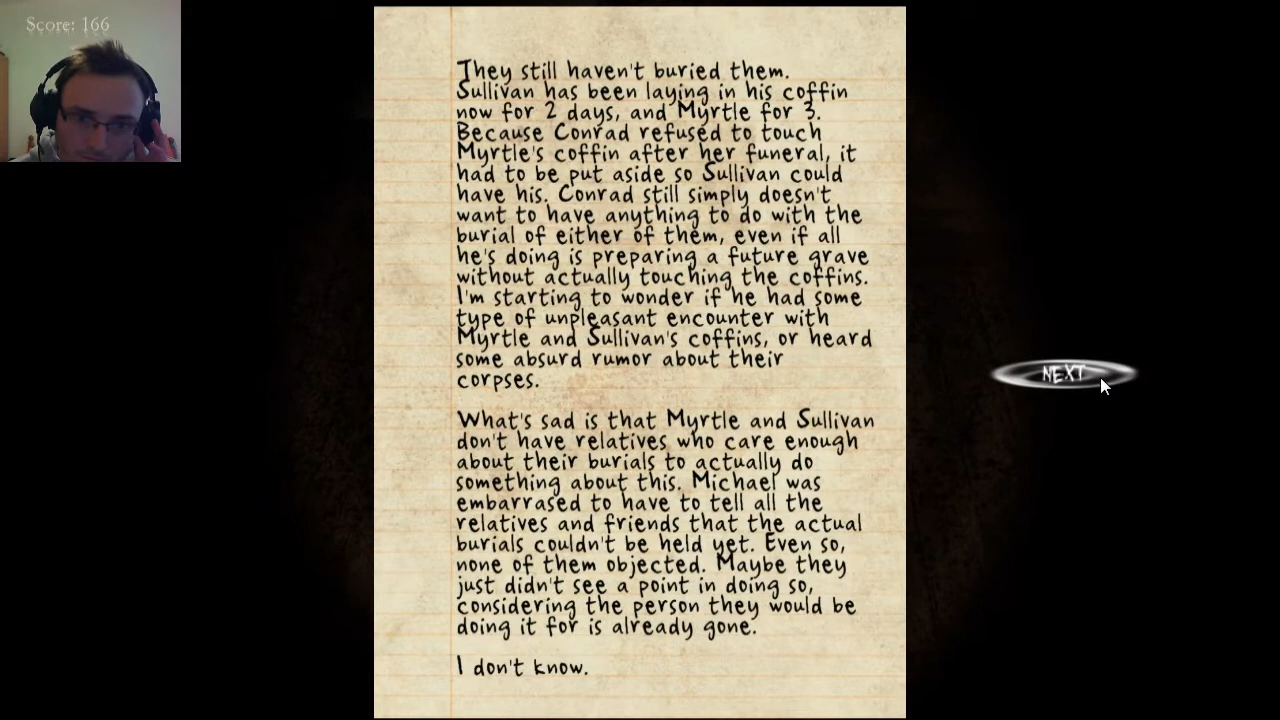 Score: 166
They still haven't buried them.
Sullivan has been laying in his coffin
now for 2 days, and Myrtle for 3.
Because Conrad refused to touch
Myrtle's coffin after her funeral, it
had to be put aside so Sullivan could
have his. Conrad still simply doesn't
want to have anything to do with the
burial of either of them, even if all
he's doing is preparing a future grave
without actually touching the coffins.
I'm starting to wonder if he had some
type of unpleasant encounter with
Myrtle and Sullivan's coffins, or heard
some absurd rumor about their
corpses.
What's sad is that Myrtle and Sullivan
don't have relatives who care enough
about their burials to actually do
something about this. Michael was
embarrased to have to tell all the
relatives and friends that the actual
burials couldn't be held yet. Even so,
none of them objected. Maybe they
just didn't see a point in doing so,
considering the person they would be
doing it for is already gone.
I don't know.
NEXT